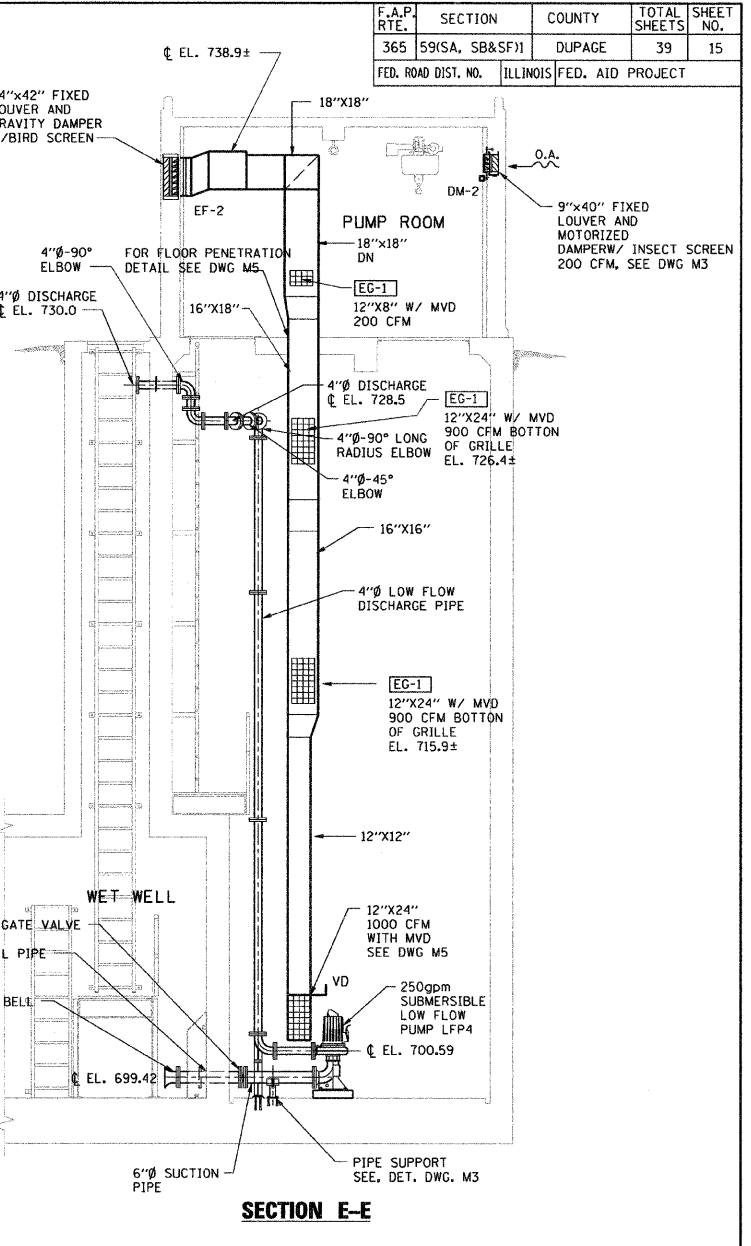 F.A.P. RTE. SECTION COUNTY TOTAL SHEETS SHEET NO.
365 59(SA, SB&SF)1 DUPAGE 39 15
FED. ROAD DIST. NO. ILLINOIS FED. AID PROJECT
℄ EL. 738.9±
4"x42" FIXED
OUVER AND
RAVITY DAMPER
/BIRD SCREEN
18"X18"
O.A.
DM-2
EF-2
9"x40" FIXED
LOUVER AND
MOTORIZED
DAMPERW/ INSECT SCREEN
200 CFM, SEE DWG M3
PUMP ROOM
18"x18"
DN
4"Ø-90°
ELBOW
FOR FLOOR PENETRATION
DETAIL SEE DWG M5
EG-1
12"X8" W/ MVD
200 CFM
4"Ø DISCHARGE
℄ EL. 730.0
16"X18"
4"Ø DISCHARGE
℄ EL. 728.5
EG-1
12"X24" W/ MVD
900 CFM BOTTON
OF GRILLE
EL. 726.4±
4"Ø-90° LONG
RADIUS ELBOW
4"Ø-45°
ELBOW
16"X16"
4"Ø LOW FLOW
DISCHARGE PIPE
EG-1
12"X24" W/ MVD
900 CFM BOTTON
OF GRILLE
EL. 715.9±
12"X12"
WET WELL
12"X24"
1000 CFM
WITH MVD
SEE DWG M5
GATE VALVE
L PIPE
VD
BELL
250gpm
SUBMERSIBLE
LOW FLOW
PUMP LFP4
℄ EL. 700.59
℄ EL. 699.42
6"Ø SUCTION
PIPE
PIPE SUPPORT
SEE. DET. DWG. M3
SECTION E-E